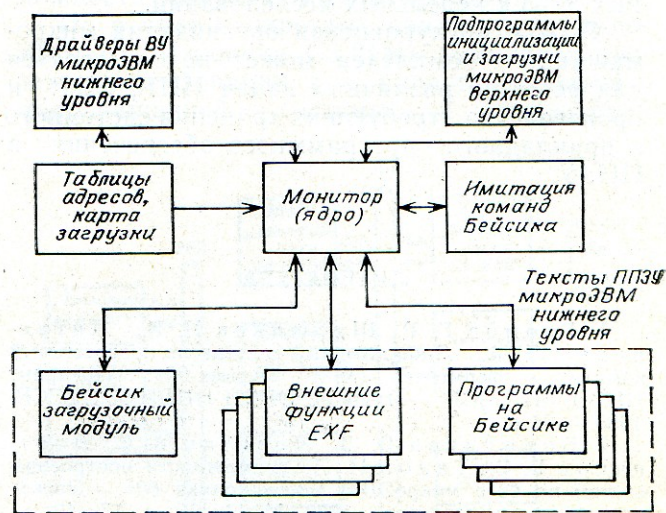 Драйверы ВУ
микроЭВМ
нижнего
уровня
Подпрограммы
инициализации
и загрузки
микроЭВМ
верхнего
уровня
Таблицы
адресов,
карта
загрузки
Монитор
(ядро)
Имитация
команд
Бейсика
Тексты ППЗУ
микроЭВМ
нижнего
уровня
Бейсик
загрузочный
модуль
Внешние
функции
EXF
Программы
на
Бейсике